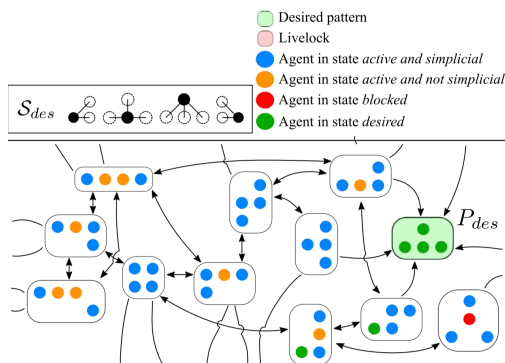 Desired pattern
Livelock
Agent in state active and simplicial
Agent in state active and not simplicial
Agent in state blocked
Agent in state desired
S_des
P_des